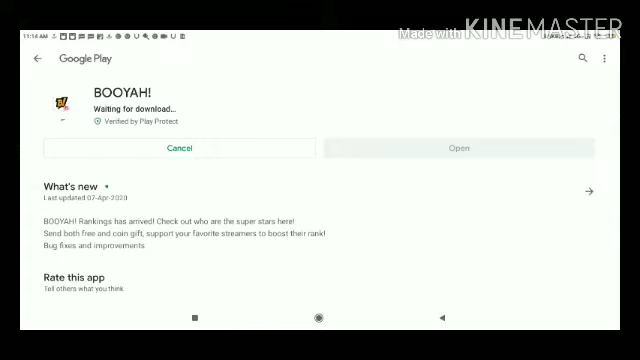 Made with KINEMASTER
11:14 AM
Google Play
BOOYAH!
Waiting for download...
Verified by Play Protect
Cancel
Open
What's new
Last updated 07-Apr-2020
BOOYAH! Rankings has arrived! Check out who are the super stars here!
Send both free and coin gift, support your favorite streamers to boost their rank!
Bug fixes and improvements
Rate this app
Tell others what you think